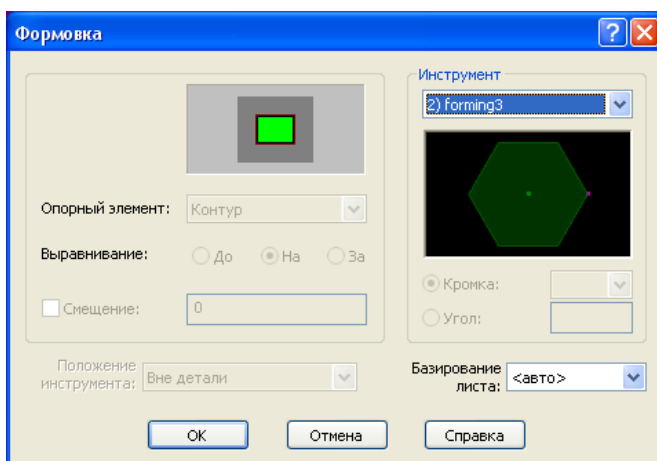 Формовка
Инструмент
2) forming3
Опорный элемент:
Контур
Выравнивание:
До
На
За
Смещение:
0
Кромка:
Угол:
Положение
инструмента:
Вне детали
Базирование
листа:
<авто>
OK
Отмена
Справка